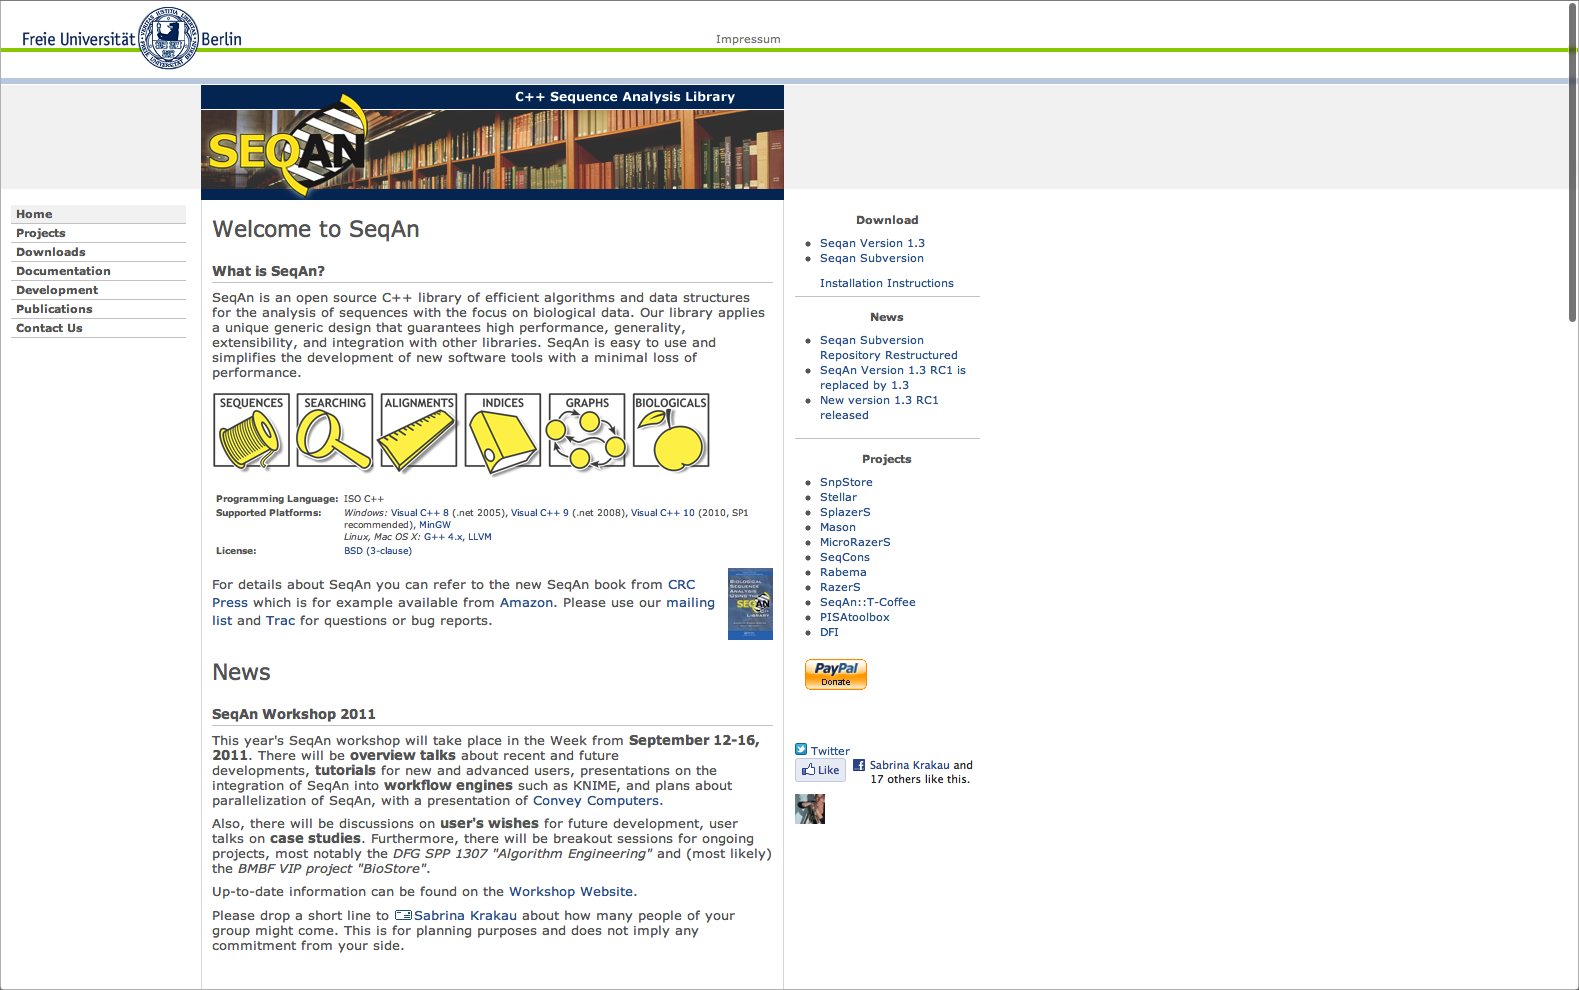 Freie Universität Berlin
Impressum
C++ Sequence Analysis Library
SEQAN
Home
Projects
Downloads
Documentation
Development
Publications
Contact Us
Welcome to SeqAn
What is SeqAn?
SeqAn is an open source C++ library of efficient algorithms and data structures
for the analysis of sequences with the focus on biological data. Our library applies
a unique generic design that guarantees high performance, generality,
extensibility, and integration with other libraries. SeqAn is easy to use and
simplifies the development of new software tools with a minimal loss of
performance.
SEQUENCES SEARCHING ALIGNMENTS INDICES GRAPHS BIOLOGICALS
Programming Language: ISO C++
Supported Platforms: Windows: Visual C++ 8 (.net 2005), Visual C++ 9 (.net 2008), Visual C++ 10 (2010, SP1
recommended), MinGW
Linux, Mac OS X: G++ 4.x, LLVM
License: BSD (3-clause)
For details about SeqAn you can refer to the new SeqAn book from CRC
Press which is for example available from Amazon. Please use our mailing
list and Trac for questions or bug reports.
BIOLOGICAL
SEQUENCE
ANALYSIS
USING THE
SEQAN
C++
LIBRARY
News
SeqAn Workshop 2011
This year's SeqAn workshop will take place in the Week from September 12-16,
2011. There will be overview talks about recent and future
developments, tutorials for new and advanced users, presentations on the
integration of SeqAn into workflow engines such as KNIME, and plans about
parallelization of SeqAn, with a presentation of Convey Computers.
Also, there will be discussions on user's wishes for future development, user
talks on case studies. Furthermore, there will be breakout sessions for ongoing
projects, most notably the DFG SPP 1307 "Algorithm Engineering" and (most likely)
the BMBF VIP project "BioStore".
Up-to-date information can be found on the Workshop Website.
Please drop a short line to Sabrina Krakau about how many people of your
group might come. This is for planning purposes and does not imply any
commitment from your side.
Download
Seqan Version 1.3
Seqan Subversion
Installation Instructions
News
Seqan Subversion
Repository Restructured
SeqAn Version 1.3 RC1 is
replaced by 1.3
New version 1.3 RC1
released
Projects
SnpStore
Stellar
SplazerS
Mason
MicroRazerS
SeqCons
Rabema
RazerS
SeqAn::T-Coffee
PISAtoolbox
DFI
PayPal
Donate
Twitter
Like
Sabrina Krakau and
17 others like this.